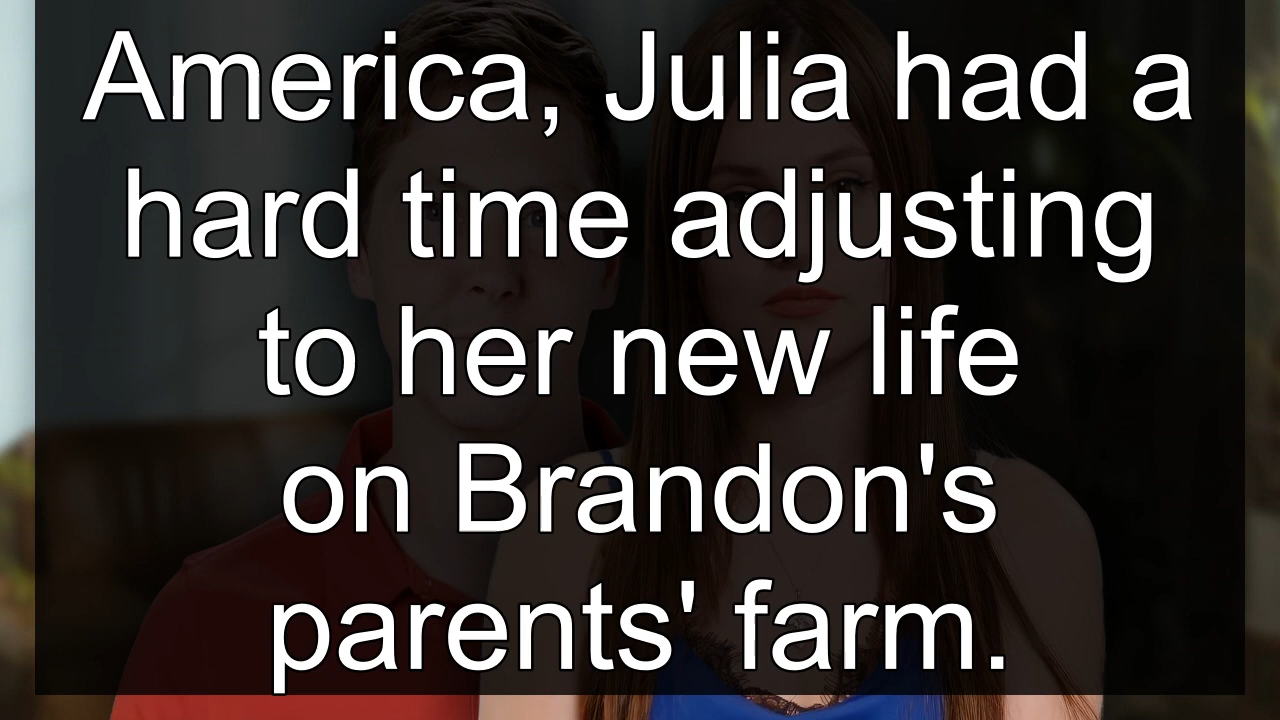 America, Julia had a
hard time adjusting
to her new life
on Brandon's
parents' farm.